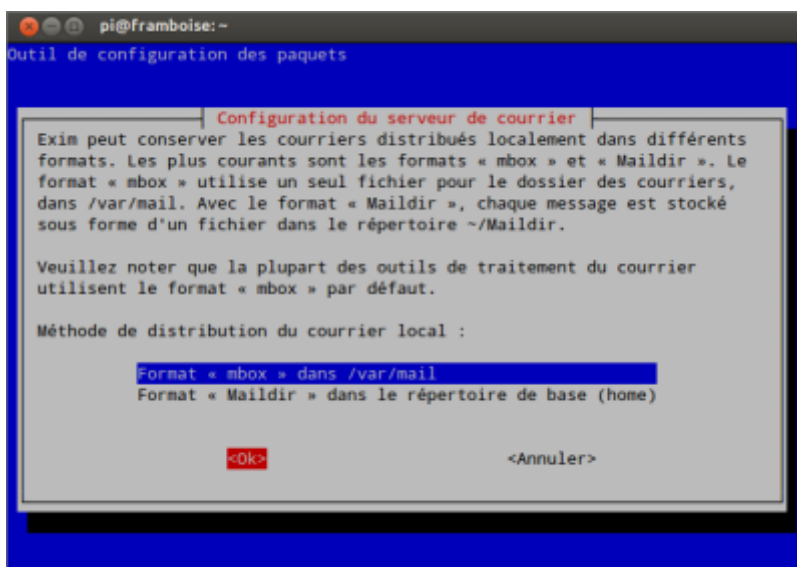 pi@framboise: ~
Outil de configuration des paquets
Configuration du serveur de courrier
Exim peut conserver les courriers distribués localement dans différents
formats. Les plus courants sont les formats « mbox » et « Maildir ». Le
format « mbox » utilise un seul fichier pour le dossier des courriers,
dans /var/mail. Avec le format « Maildir », chaque message est stocké
sous forme d'un fichier dans le répertoire ~/Maildir.
Veuillez noter que la plupart des outils de traitement du courrier
utilisent le format « mbox » par défaut.
Méthode de distribution du courrier local :
Format « mbox » dans /var/mail
Format « Maildir » dans le répertoire de base (home)
<Ok> <Annuler>